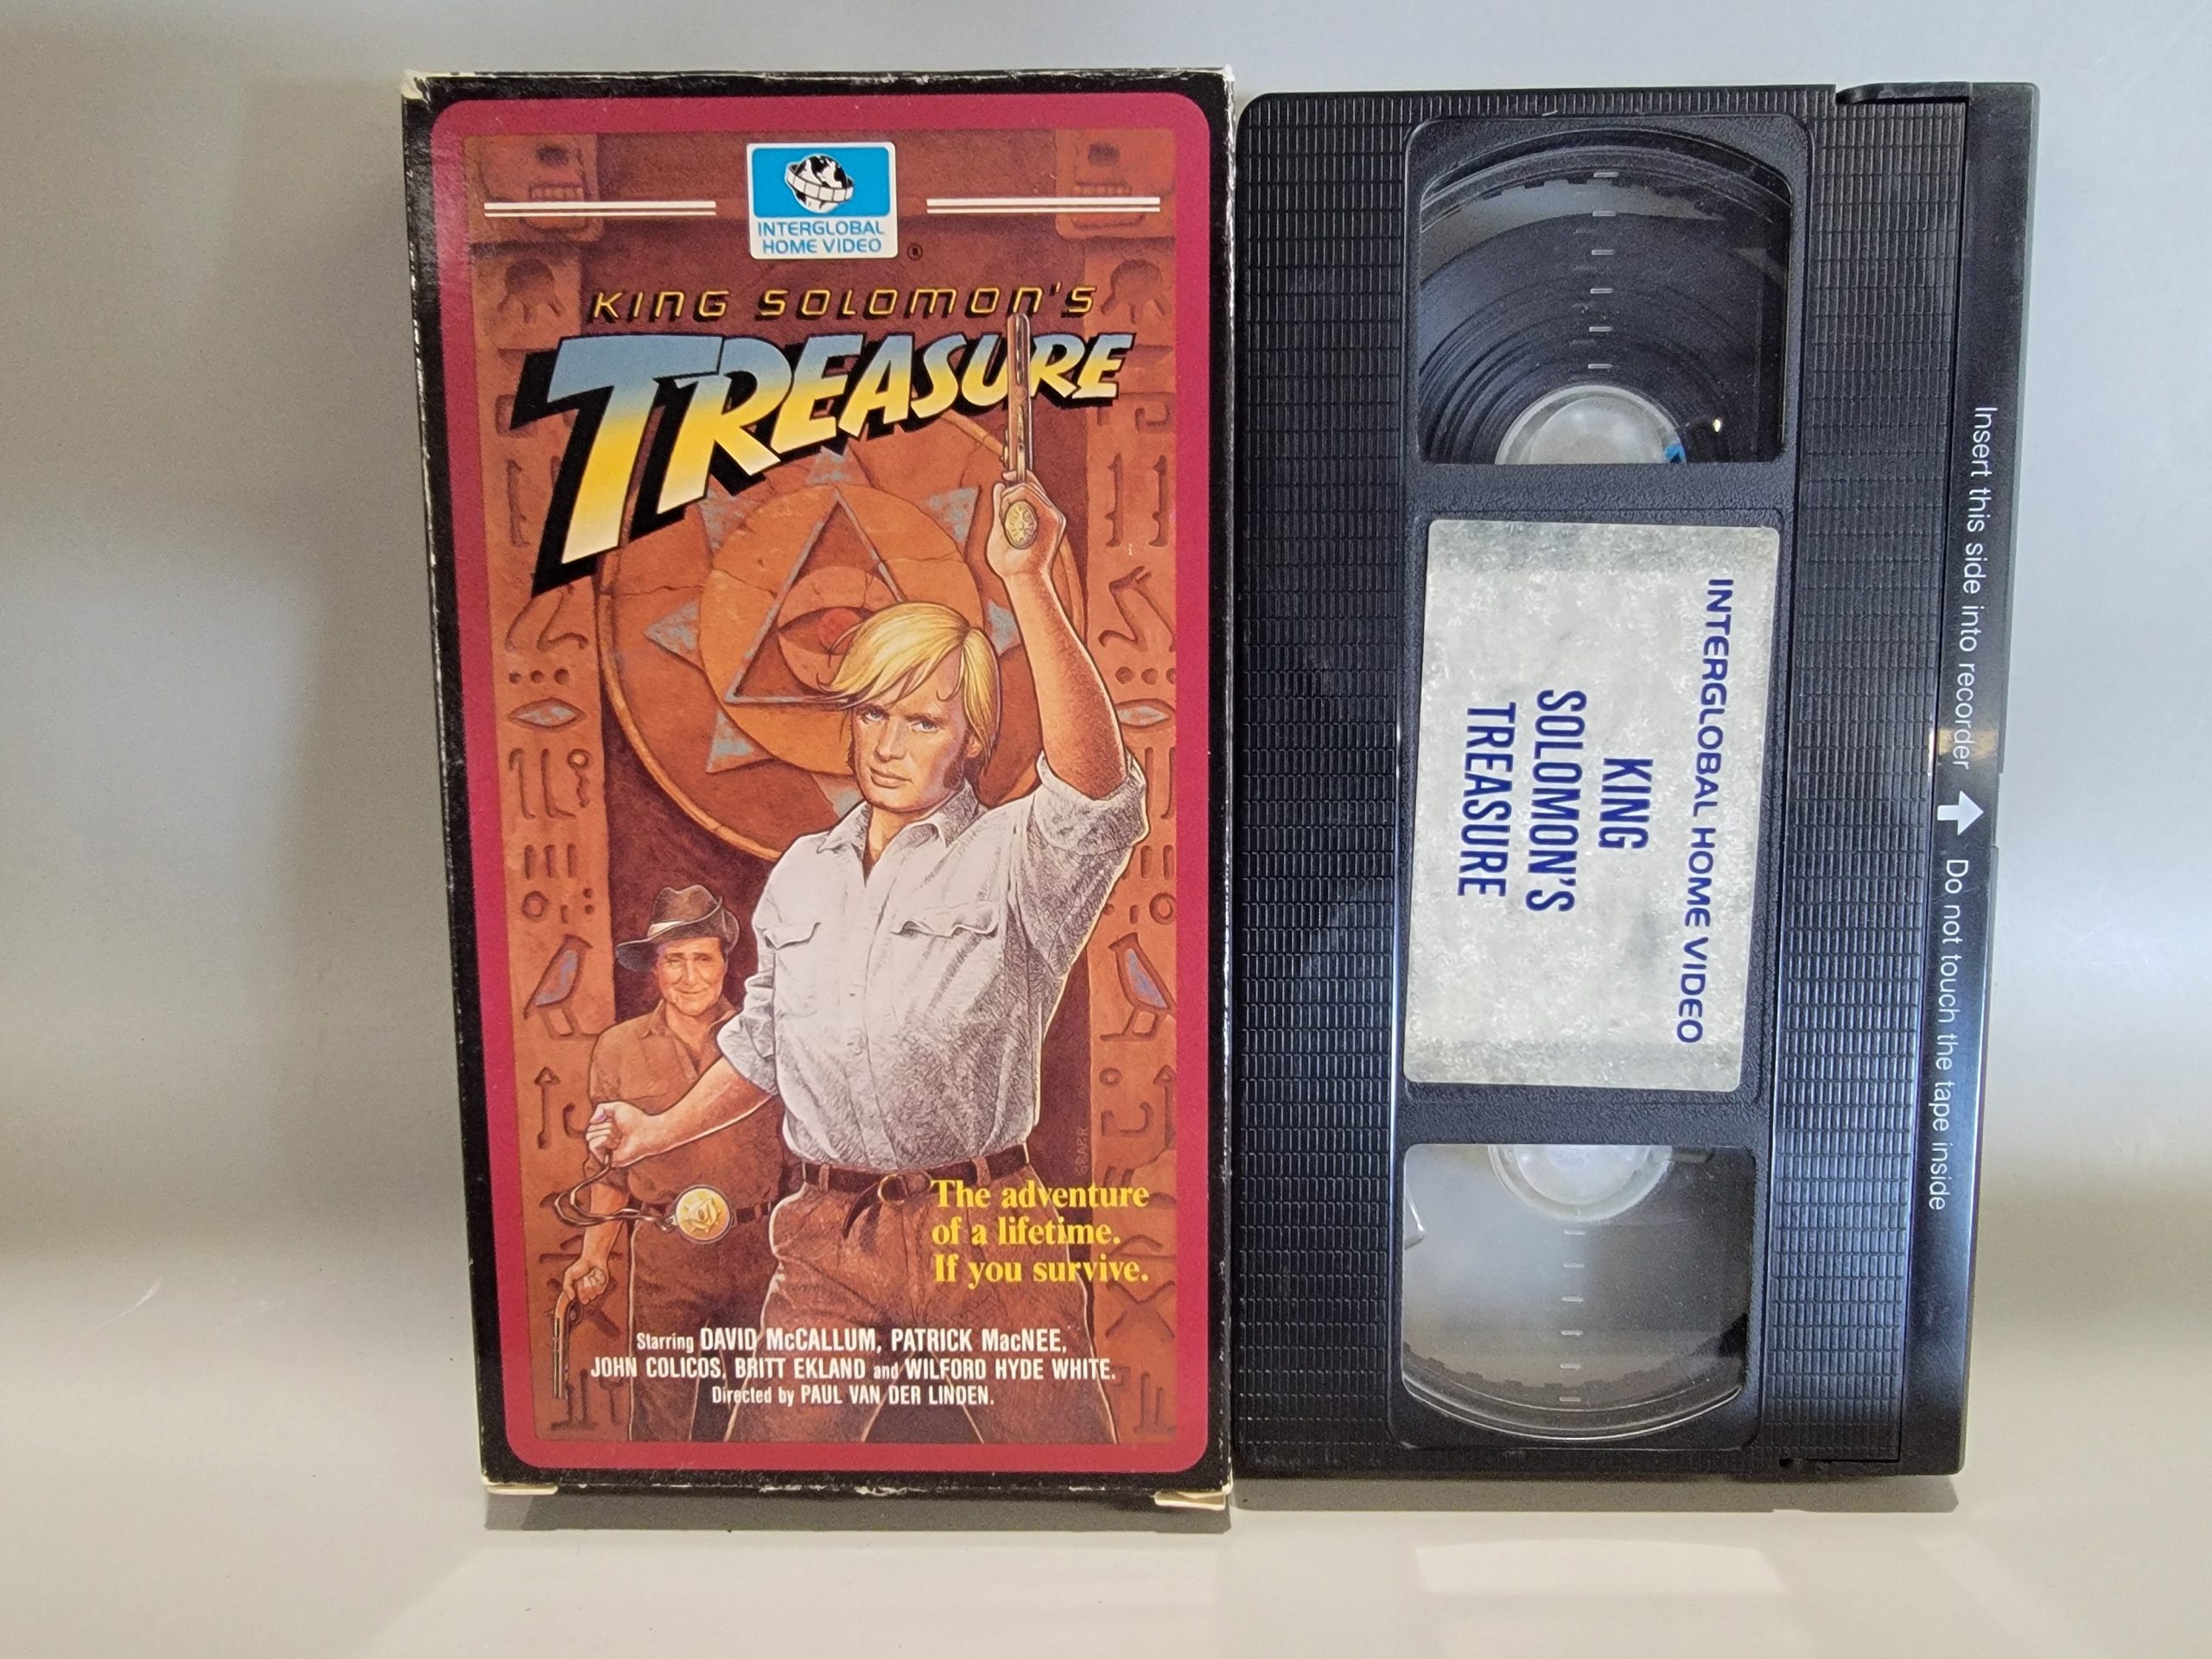 INTERGLOBAL
HOME VIDEO
®
KING SOLOMON'S
TREASURE
GRAPR
The adventure
of a lifetime.
If you survive.
Starring DAVID McCALLUM, PATRICK MacNEE,
JOHN COLICOS, BRITT EKLAND and WILFORD HYDE WHITE.
Directed by PAUL VAN DER LINDEN.
INTERGLOBAL HOME VIDEO
KING
SOLOMON'S
TREASURE
Insert this side into recorder Do not touch the tape inside